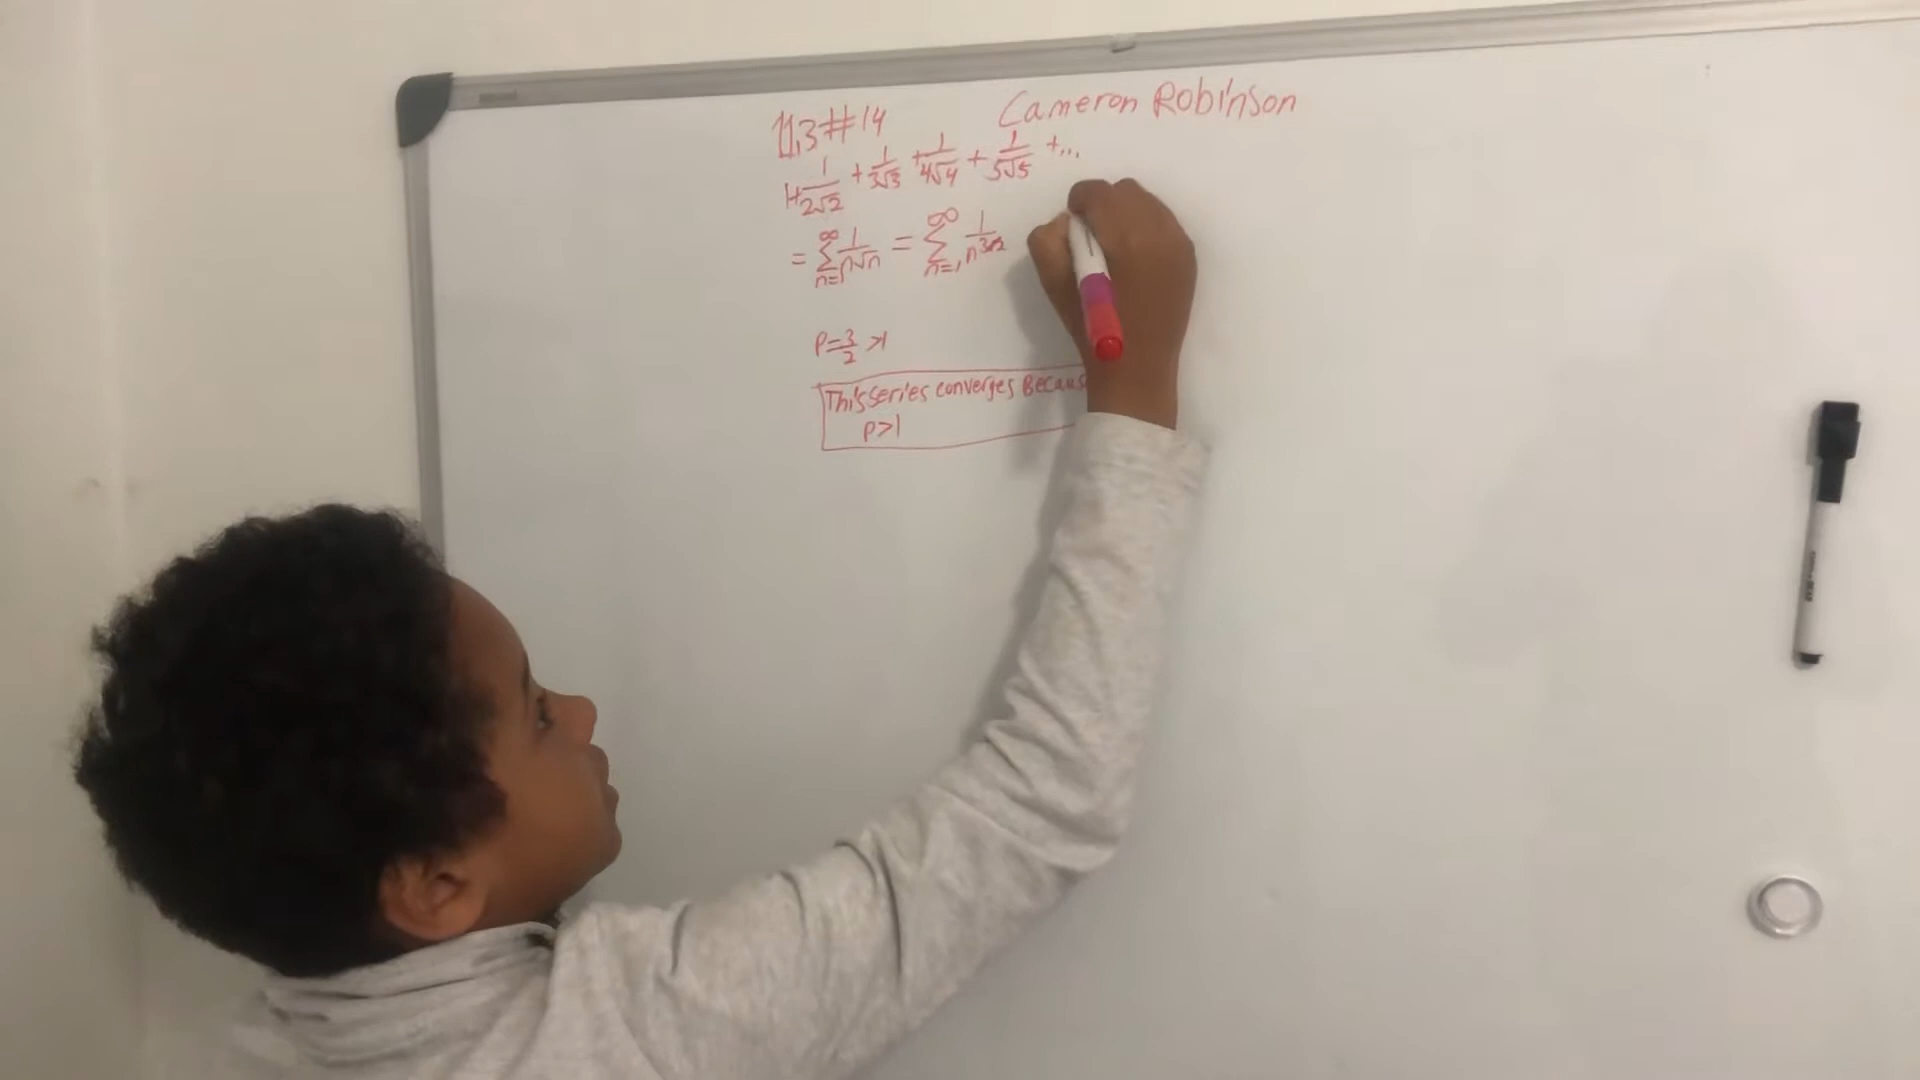 11.3 #14 Cameron Robinson
1+ 1/2√2 + 1/3√3 + 1/4√4 + 1/5√5 +...
= ∞ Σ n=1 1/n√n = ∞ Σ n=1 1/n^3/2
P=3/2 >1
This series converges Becaus
p>1